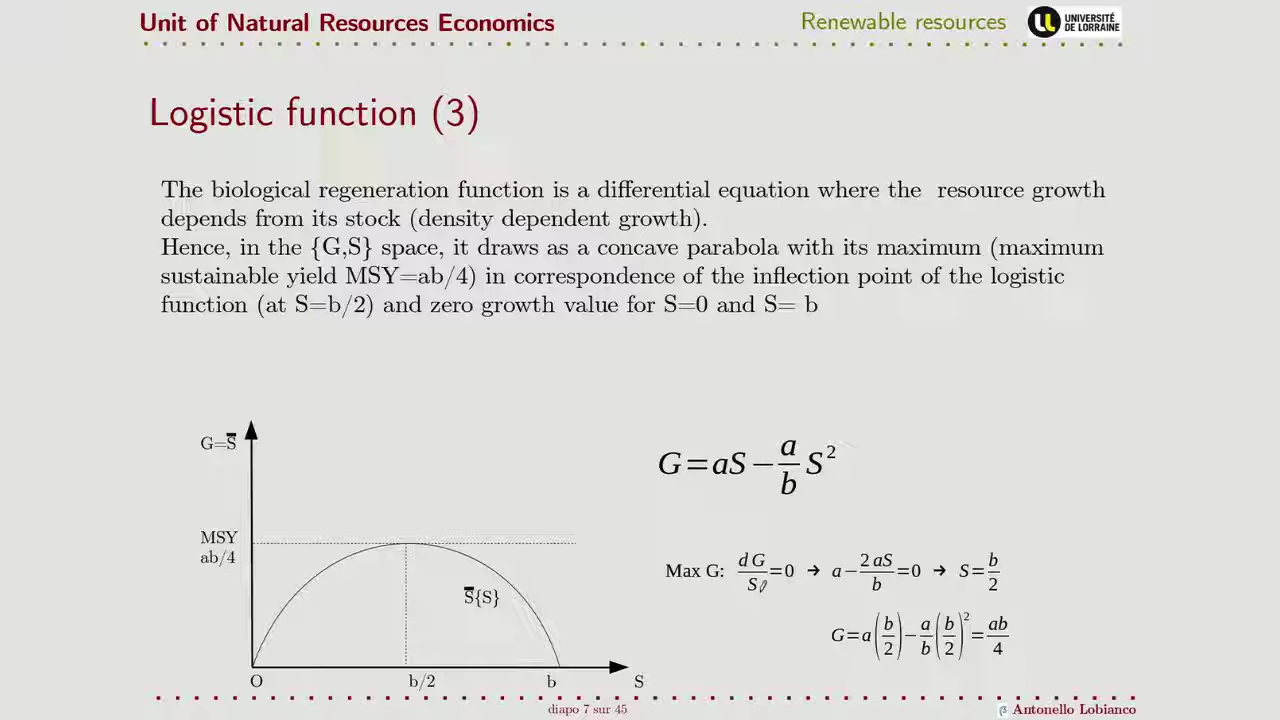 Unit of Natural Resources Economics
Renewable resources
UNIVERSITÉ
DE LORRAINE
Logistic function (3)
The biological regeneration function is a differential equation where the resource growth
depends from its stock (density dependent growth).
Hence, in the {G,S} space, it draws as a concave parabola with its maximum (maximum
sustainable yield MSY=ab/4) in correspondence of the inflection point of the logistic
function (at S=b/2) and zero growth value for S=0 and S= b
G=S̅
MSY
ab/4
S̅{S}
O b/2 b S
G=aS−(a/b)S²
Max G: dG/S=0 → a−2aS/b=0 → S=b/2
G=a(b/2)−(a/b)(b/2)²=ab/4
diapo 7 sur 45
Antonello Lobianco